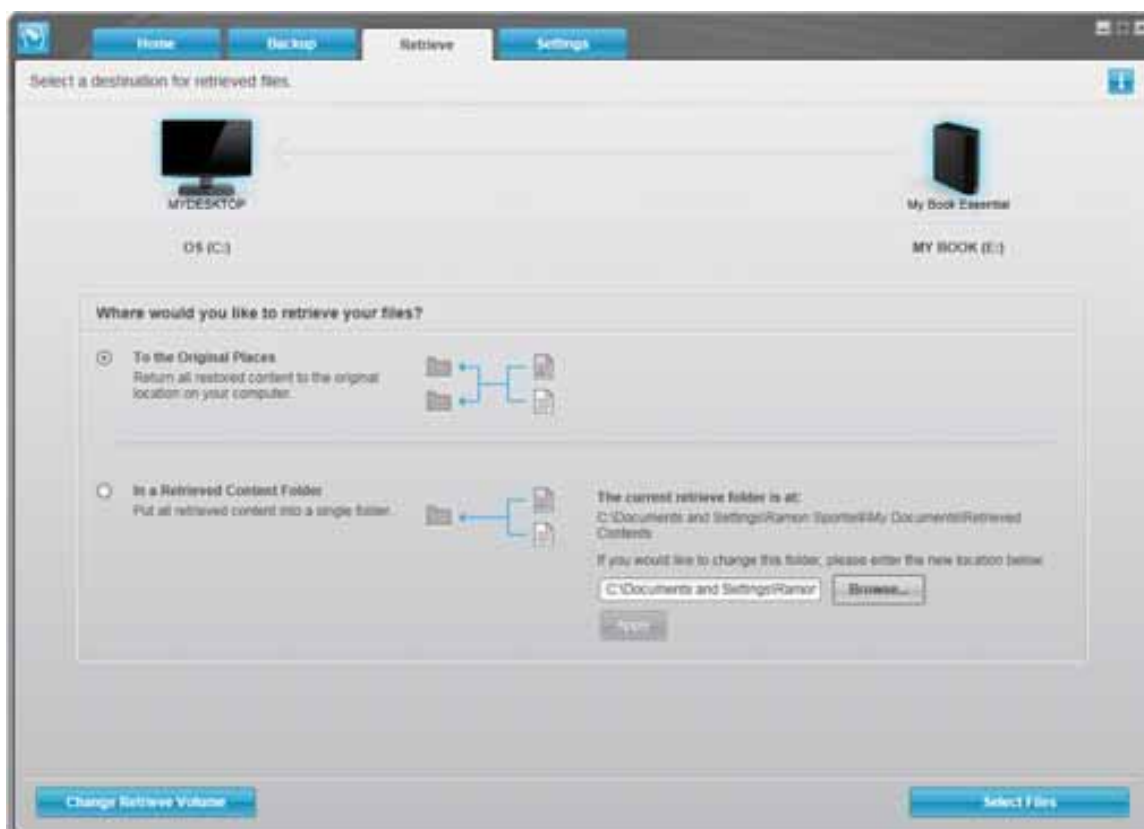 Home
Backup
Retrieve
Settings
Select a destination for retrieved files.
MYDESKTOP
My Book Essential
OS (C:)
MY BOOK (E:)
Where would you like to retrieve your files?
To the Original Places
Return all restored content to the original
location on your computer.
In a Retrieved Content Folder
Put all retrieved content into a single folder.
The current retrieve folder is at:
C:\Documents and Settings\Ramon My Documents\Retrieved
Contents
If you would like to change this folder, please enter the new location below.
C:\Documents and Settings\Ramon
Browse...
Apply
Change Retrieve Volume
Select Files